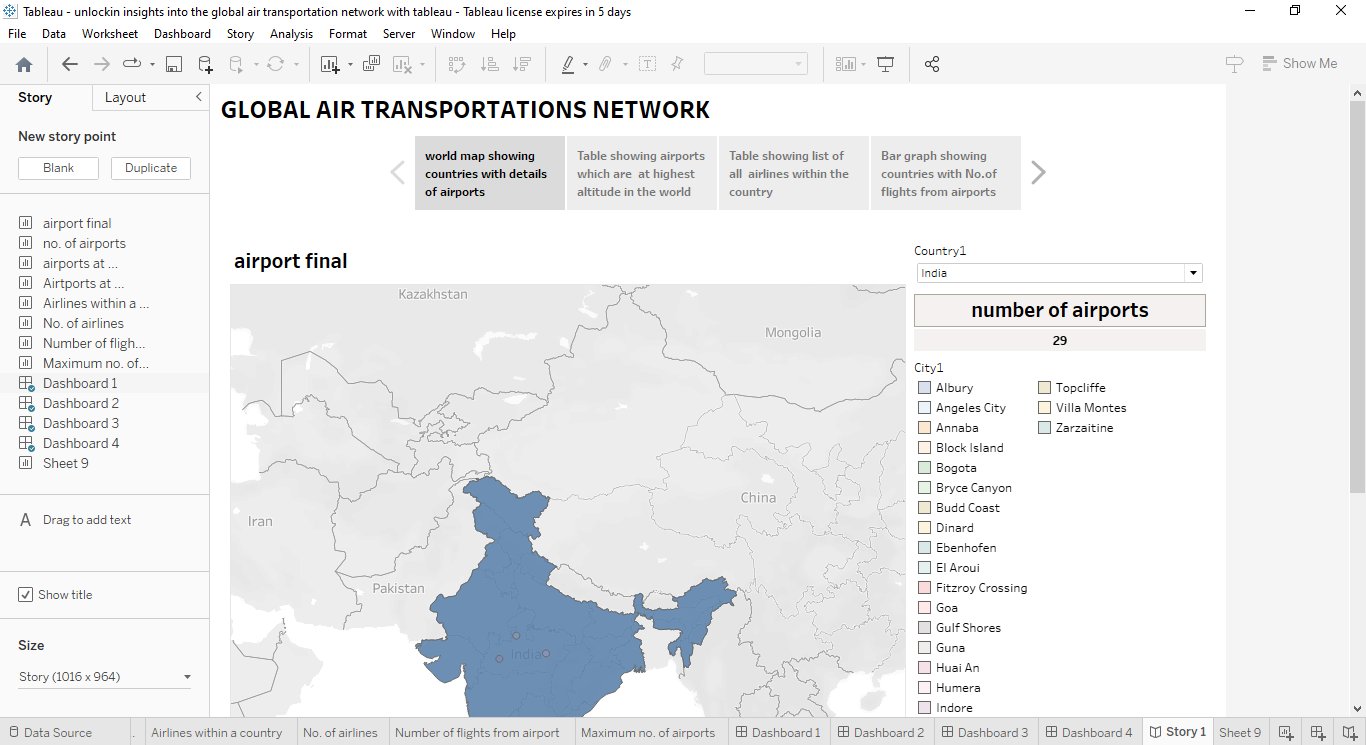 Tableau - unlockin insights into the global air transportation network with tableau - Tableau license expires in 5 days
File Data Worksheet Dashboard Story Analysis Format Server Window Help
Show Me
Story Layout
New story point
Blank Duplicate
airport final
no. of airports
airports at ...
Airtports at ...
Airlines within a ...
No. of airlines
Number of fligh...
Maximum no. of...
Dashboard 1
Dashboard 2
Dashboard 3
Dashboard 4
Sheet 9
A Drag to add text
Show title
Size
Story (1016 x 964)
GLOBAL AIR TRANSPORTATIONS NETWORK
world map showing
countries with details
of airports
Table showing airports
which are at highest
altitude in the world
Table showing list of
all airlines within the
country
Bar graph showing
countries with No.of
flights from airports
airport final
Kazakhstan
Mongolia
China
Iran
Pakistan
India
Country1
India
number of airports
29
City1
Albury
Angeles City
Annaba
Block Island
Bogota
Bryce Canyon
Budd Coast
Dinard
Ebenhofen
El Aroui
Fitzroy Crossing
Goa
Gulf Shores
Guna
Huai An
Humera
Indore
Topcliffe
Villa Montes
Zarzaitine
Data Source . Airlines within a country No. of airlines Number of flights from airport Maximum no. of airports Dashboard 1 Dashboard 2 Dashboard 3 Dashboard 4 Story 1 Sheet 9